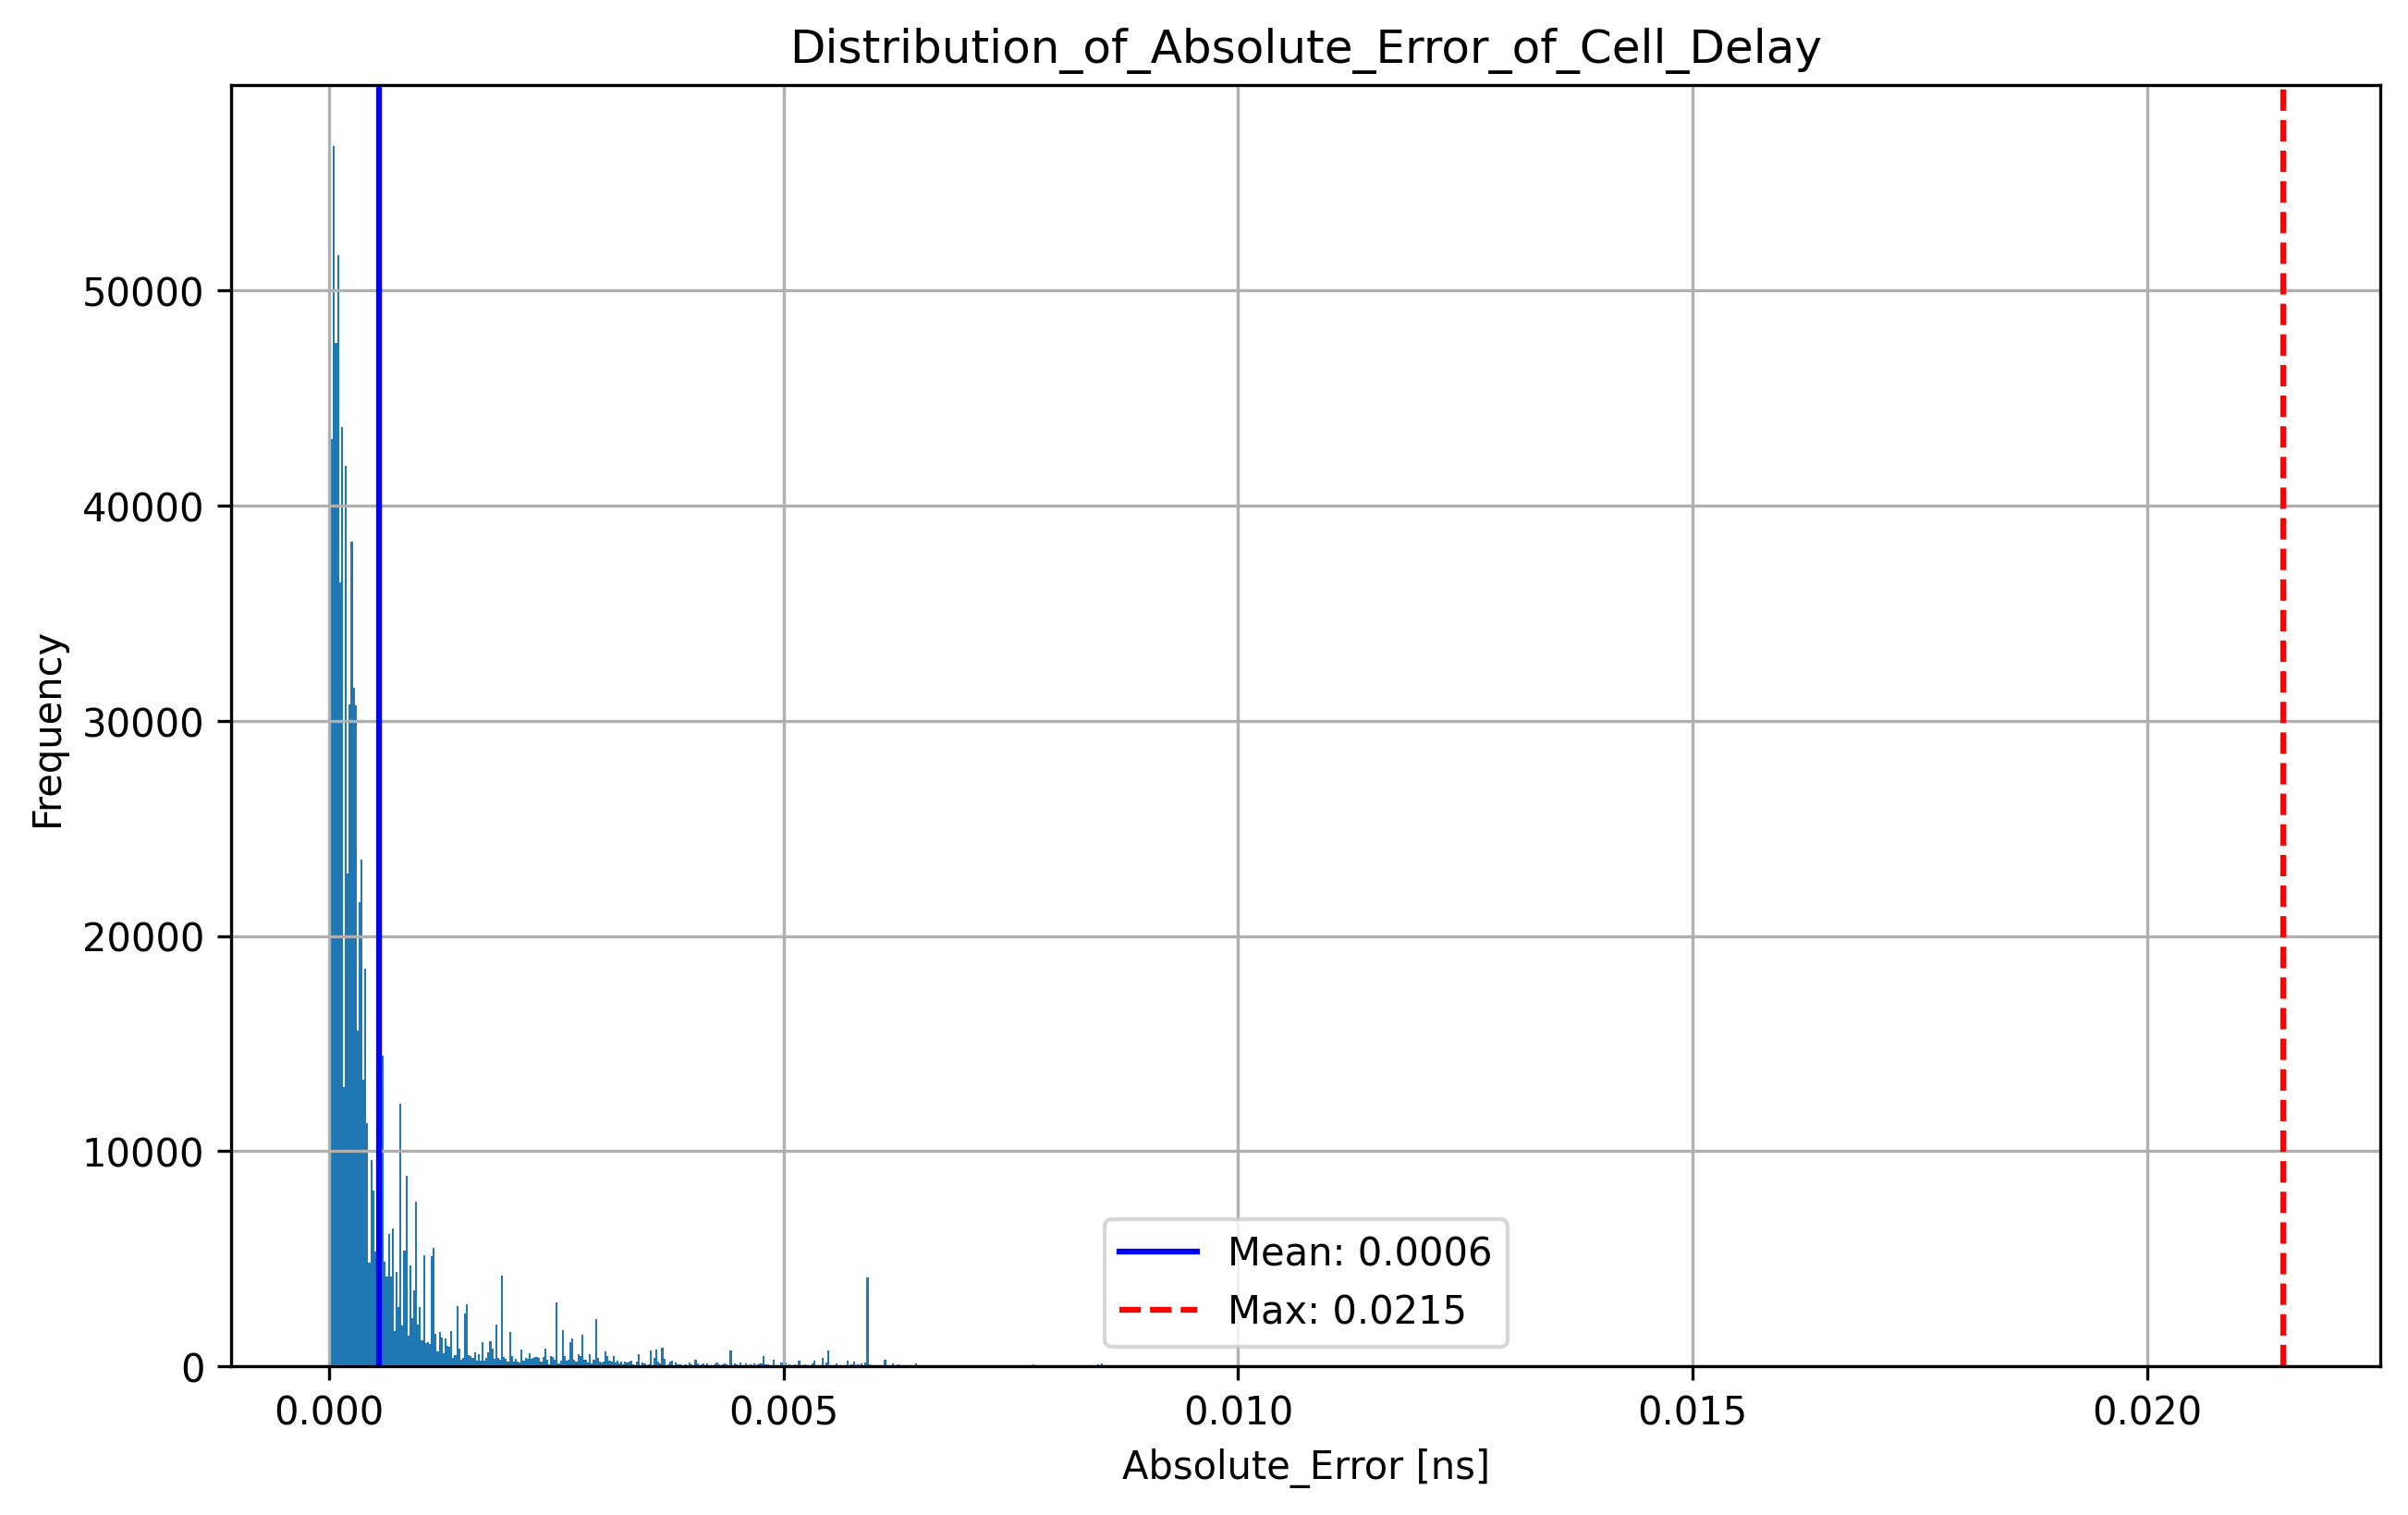 Distribution_of_Absolute_Error_of_Cell_Delay
Frequency
50000
40000
30000
20000
10000
0
Mean: 0.0006
Max: 0.0215
0.000 0.005 0.010 0.015 0.020
Absolute_Error [ns]